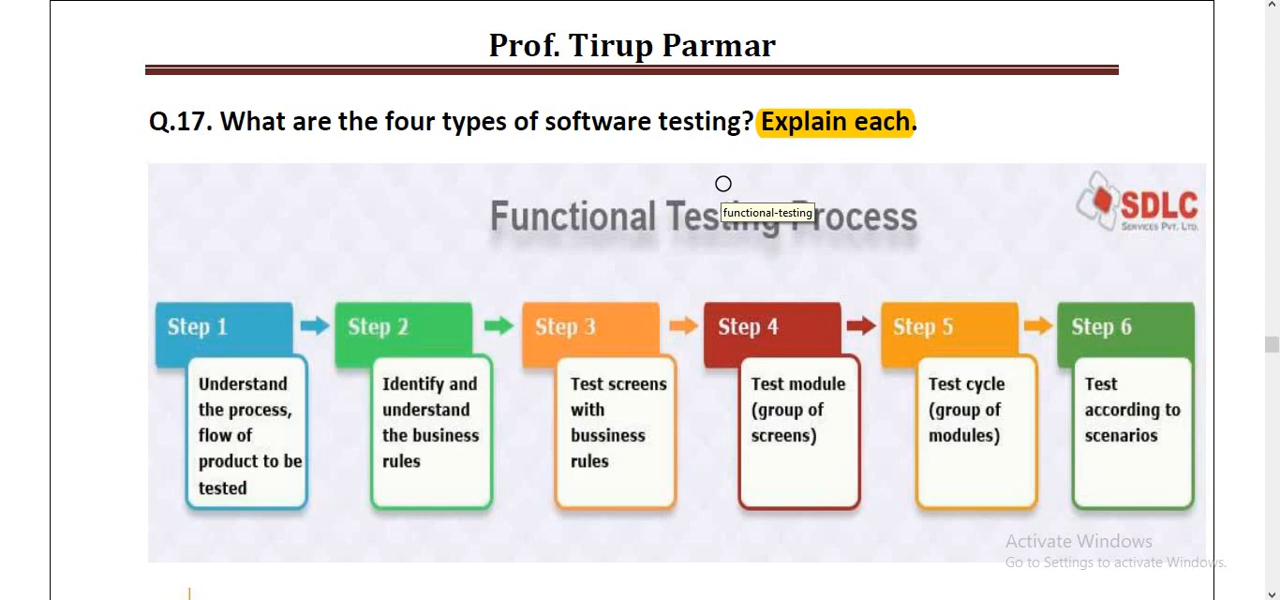 Prof. Tirup Parmar
Q.17. What are the four types of software testing? Explain each.
Functional Testing Process
functional-testing
SDLC
SERVICES PVT. LTD.
Step 1
Step 2
Step 3
Step 4
Step 5
Step 6
Understand
the process,
flow of
product to be
tested
Identify and
understand
the business
rules
Test screens
with
bussiness
rules
Test module
(group of
screens)
Test cycle
(group of
modules)
Test
according to
scenarios
Activate Windows
Go to Settings to activate Windows.